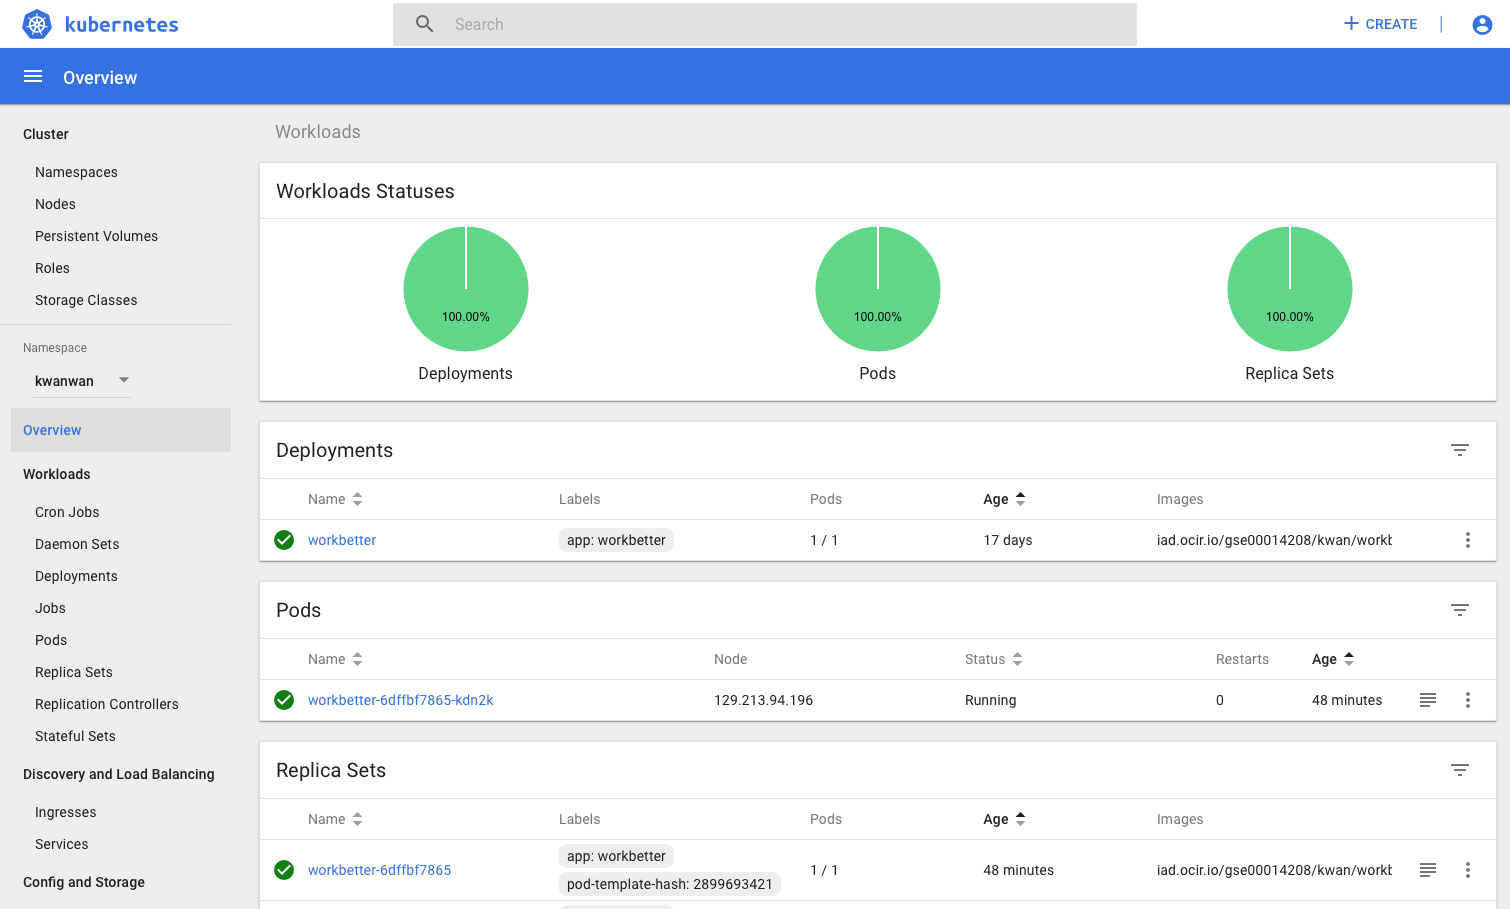 kubernetes
Search
CREATE
Overview
Cluster
Namespaces
Nodes
Persistent Volumes
Roles
Storage Classes
Namespace
kwanwan
Overview
Workloads
Cron Jobs
Daemon Sets
Deployments
Jobs
Pods
Replica Sets
Replication Controllers
Stateful Sets
Discovery and Load Balancing
Ingresses
Services
Config and Storage
Workloads
Workloads Statuses
100.00% 100.00% 100.00%
Deployments Pods Replica Sets
Deployments
Name Labels Pods Age Images
workbetter app: workbetter 1 / 1 17 days iad.ocir.io/gse00014208/kwan/workb
Pods
Name Node Status Restarts Age
workbetter-6dffbf7865-kdn2k 129.213.94.196 Running 0 48 minutes
Replica Sets
Name Labels Pods Age Images
app: workbetter
workbetter-6dffbf7865 1 / 1 48 minutes iad.ocir.io/gse00014208/kwan/workb
pod-template-hash: 2899693421